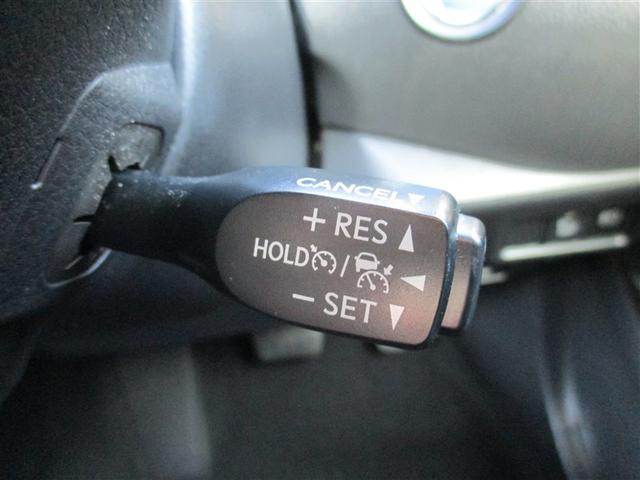 CANCEL▼
+ RES ▲
HOLD / ◀
− SET ▼